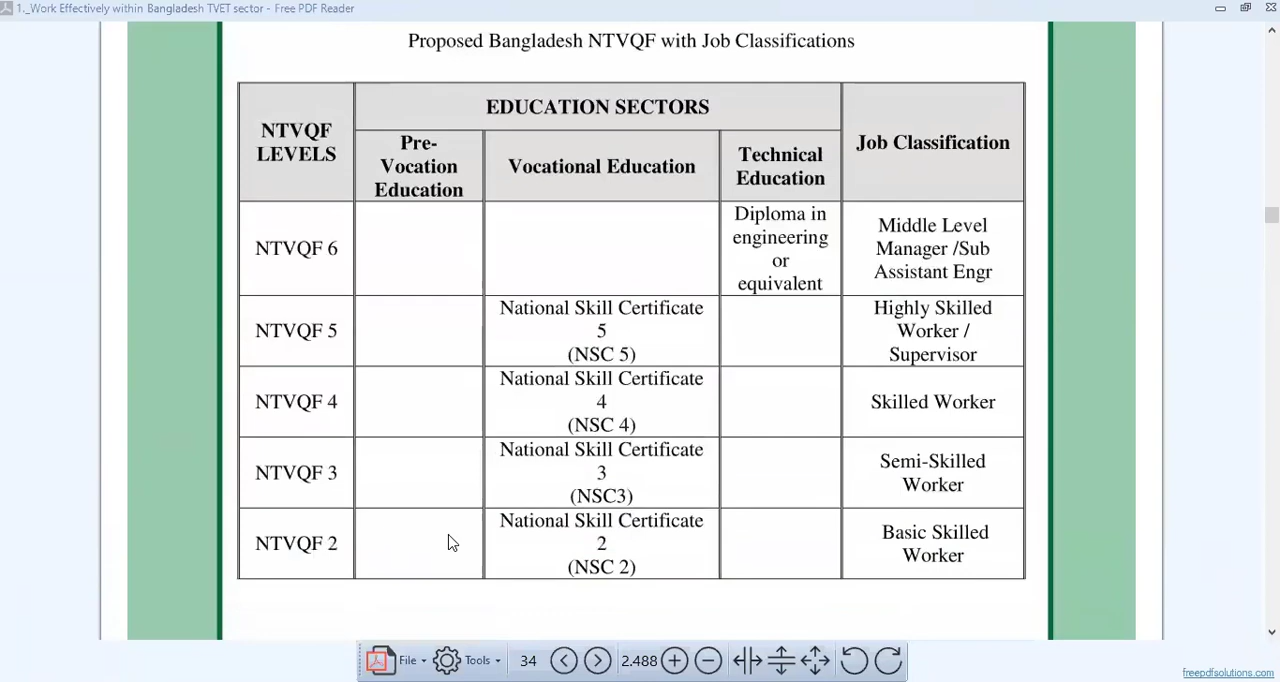 1._Work Effectively within Bangladesh TVET sector - Free PDF Reader
Proposed Bangladesh NTVQF with Job Classifications
NTVQF
LEVELS
EDUCATION SECTORS
Job Classification
Pre-
Vocation
Education
Vocational Education
Technical
Education
NTVQF 6
Diploma in
engineering
or
equivalent
Middle Level
Manager /Sub
Assistant Engr
NTVQF 5
National Skill Certificate
5
(NSC 5)
Highly Skilled
Worker /
Supervisor
NTVQF 4
National Skill Certificate
4
(NSC 4)
Skilled Worker
NTVQF 3
National Skill Certificate
3
(NSC3)
Semi-Skilled
Worker
NTVQF 2
National Skill Certificate
2
(NSC 2)
Basic Skilled
Worker
File Tools 34 2.488
freepdfsolutions.com